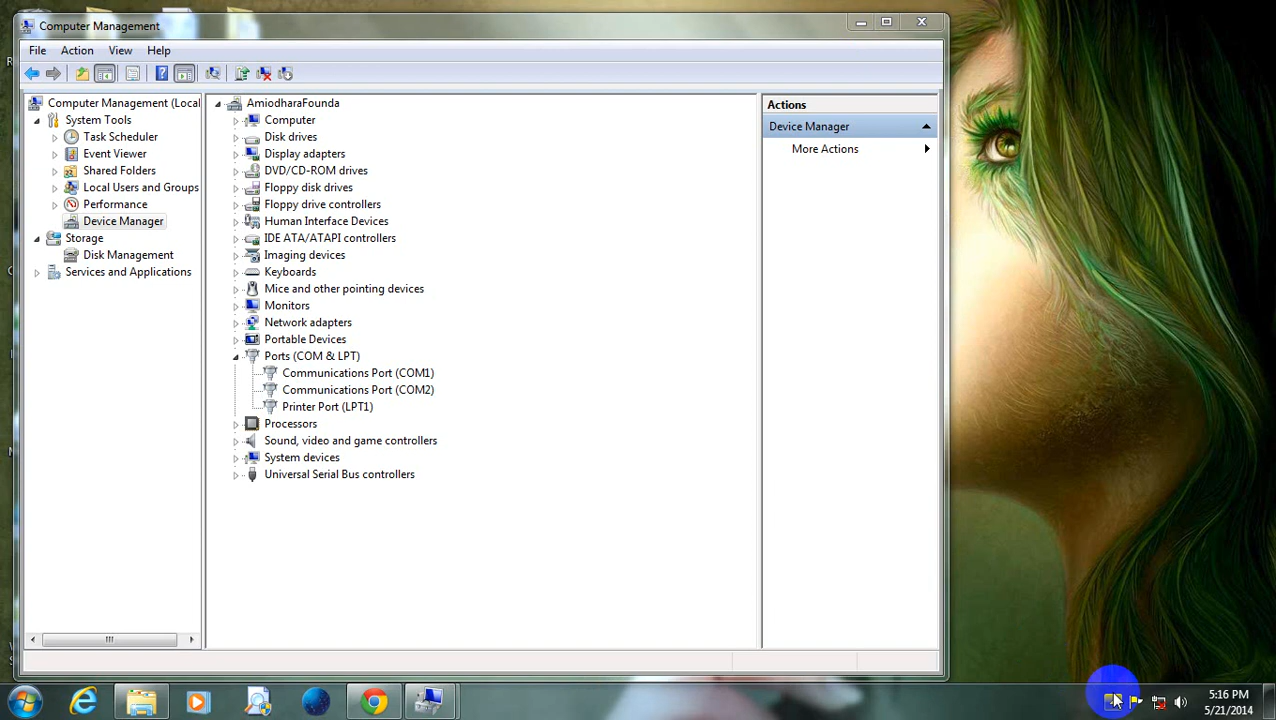 Computer Management
File Action View Help
Computer Management (Local
System Tools
Task Scheduler
Event Viewer
Shared Folders
Local Users and Groups
Performance
Device Manager
Storage
Disk Management
Services and Applications
AmiodharaFounda
Computer
Disk drives
Display adapters
DVD/CD-ROM drives
Floppy disk drives
Floppy drive controllers
Human Interface Devices
IDE ATA/ATAPI controllers
Imaging devices
Keyboards
Mice and other pointing devices
Monitors
Network adapters
Portable Devices
Ports (COM & LPT)
Communications Port (COM1)
Communications Port (COM2)
Printer Port (LPT1)
Processors
Sound, video and game controllers
System devices
Universal Serial Bus controllers
Actions
Device Manager
More Actions
5:16 PM
5/21/2014